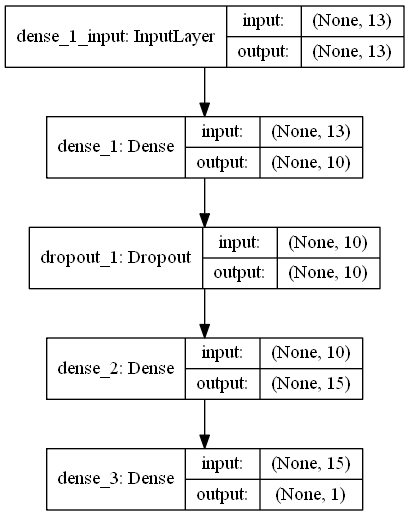 dense_1_input: InputLayer
input: (None, 13)
output: (None, 13)
dense_1: Dense
input: (None, 13)
output: (None, 10)
dropout_1: Dropout
input: (None, 10)
output: (None, 10)
dense_2: Dense
input: (None, 10)
output: (None, 15)
dense_3: Dense
input: (None, 15)
output: (None, 1)